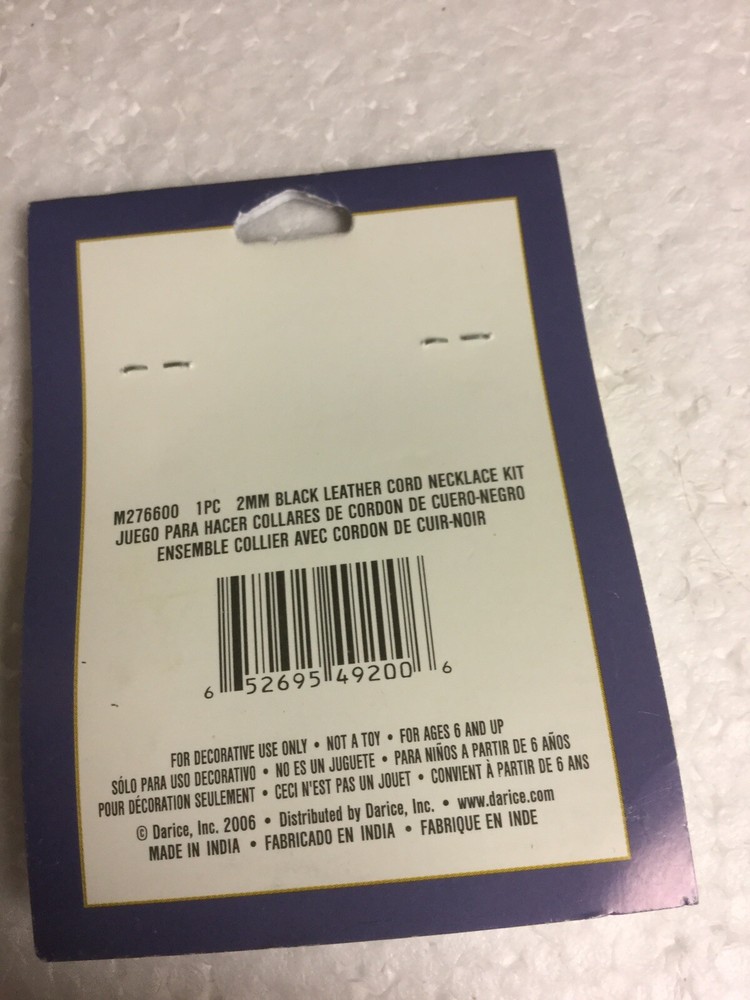 M276600 1PC 2MM BLACK LEATHER CORD NECKLACE KIT
JUEGO PARA HACER COLLARES DE CORDON DE CUERO-NEGRO
ENSEMBLE COLLIER AVEC CORDON DE CUIR-NOIR
6 52695 49200 6
FOR DECORATIVE USE ONLY • NOT A TOY • FOR AGES 6 AND UP
SÓLO PARA USO DECORATIVO • NO ES UN JUGUETE • PARA NIÑOS A PARTIR DE 6 AÑOS
POUR DÉCORATION SEULEMENT • CECI N'EST PAS UN JOUET • CONVIENT À PARTIR DE 6 ANS
© Darice, Inc. 2006 • Distributed by Darice, Inc. • www.darice.com
MADE IN INDIA • FABRICADO EN INDIA • FABRIQUE EN INDE